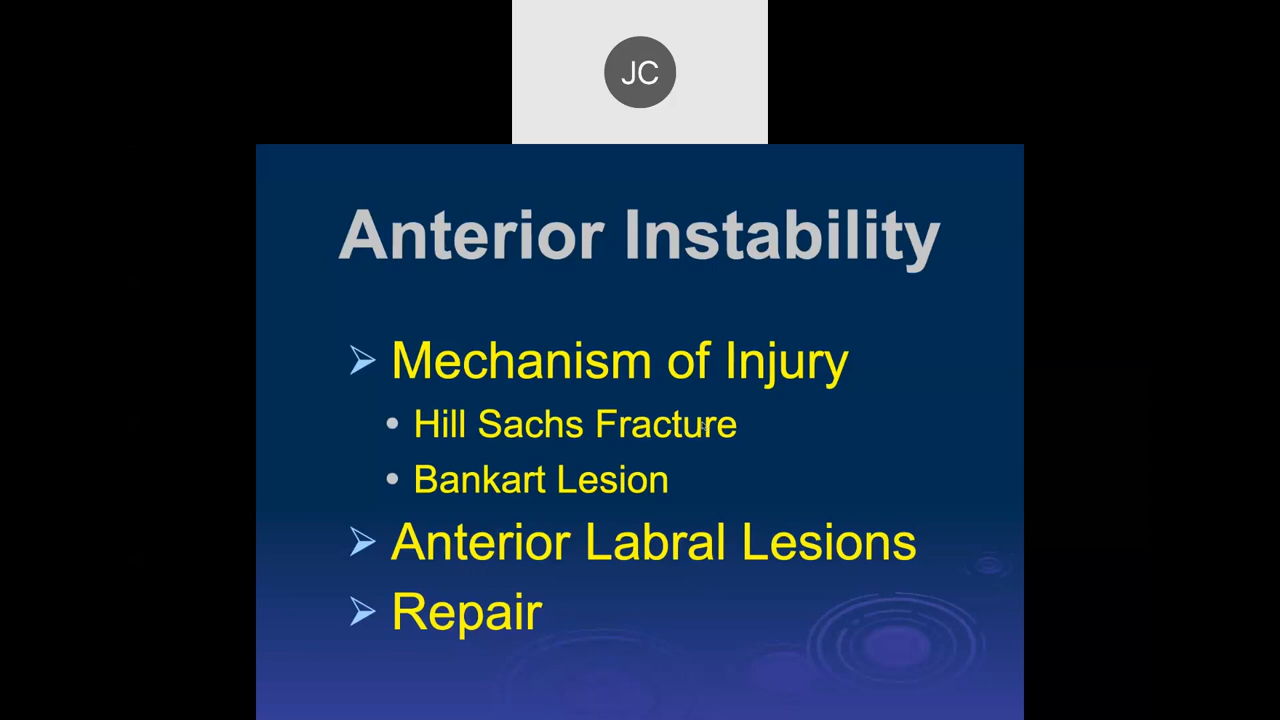 JC
Anterior Instability
Mechanism of Injury
Hill Sachs Fracture
Bankart Lesion
Anterior Labral Lesions
Repair